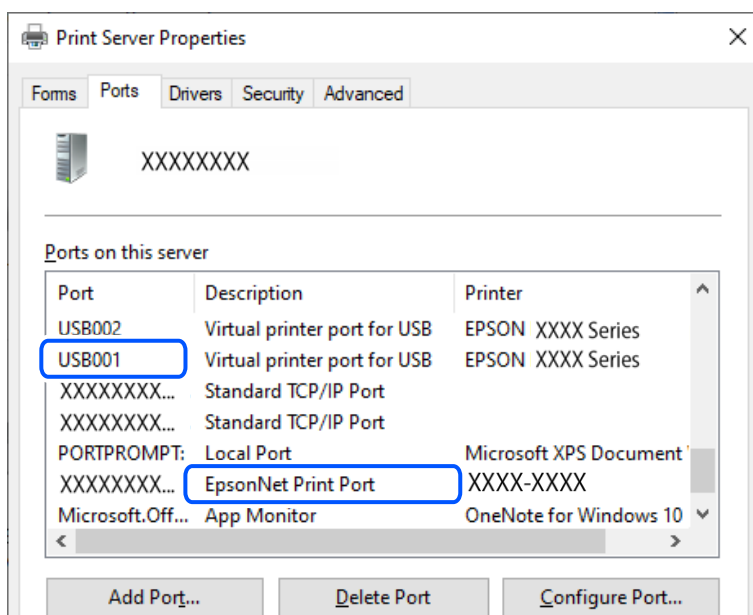 Print Server Properties
Forms Ports Drivers Security Advanced
XXXXXXXX
Ports on this server
Port Description Printer
USB002 Virtual printer port for USB EPSON XXXX Series
USB001 Virtual printer port for USB EPSON XXXX Series
XXXXXXXX... Standard TCP/IP Port
XXXXXXXX... Standard TCP/IP Port
PORTPROMPT: Local Port Microsoft XPS Document
XXXXXXXX... EpsonNet Print Port XXXX-XXXX
Microsoft.Off... App Monitor OneNote for Windows 10
Add Port... Delete Port Configure Port...